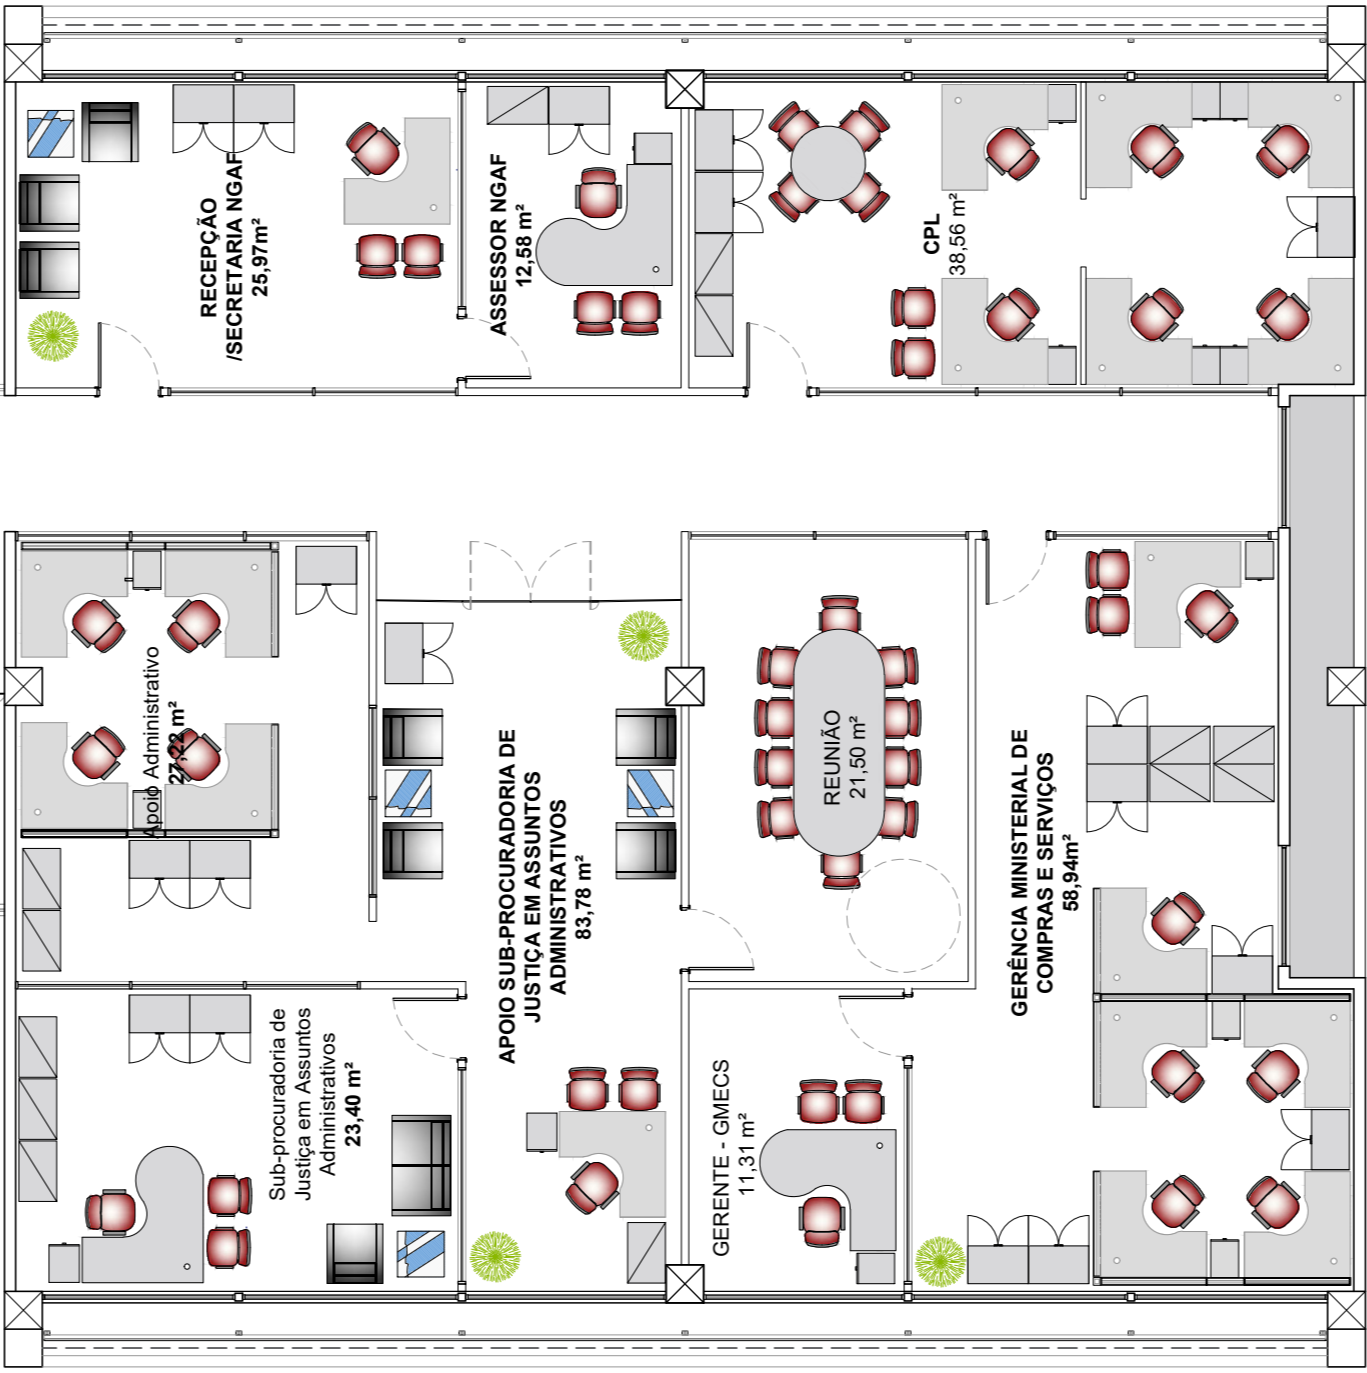 RECEPÇÃO
/SECRETARIA NGAF
25,97m²
ASSESSOR NGAF
12,58 m²
CPL
38,56 m²
Apoio Administrativo
27,22 m²
APOIO SUB-PROCURADORIA DE
JUSTIÇA EM ASSUNTOS
ADMINISTRATIVOS
83,78 m²
REUNIÃO
21,50 m²
GERÊNCIA MINISTERIAL DE
COMPRAS E SERVIÇOS
58,94m²
Sub-procuradoria de
Justiça em Assuntos
Administrativos
23,40 m²
GERENTE - GMECS
11,31 m²